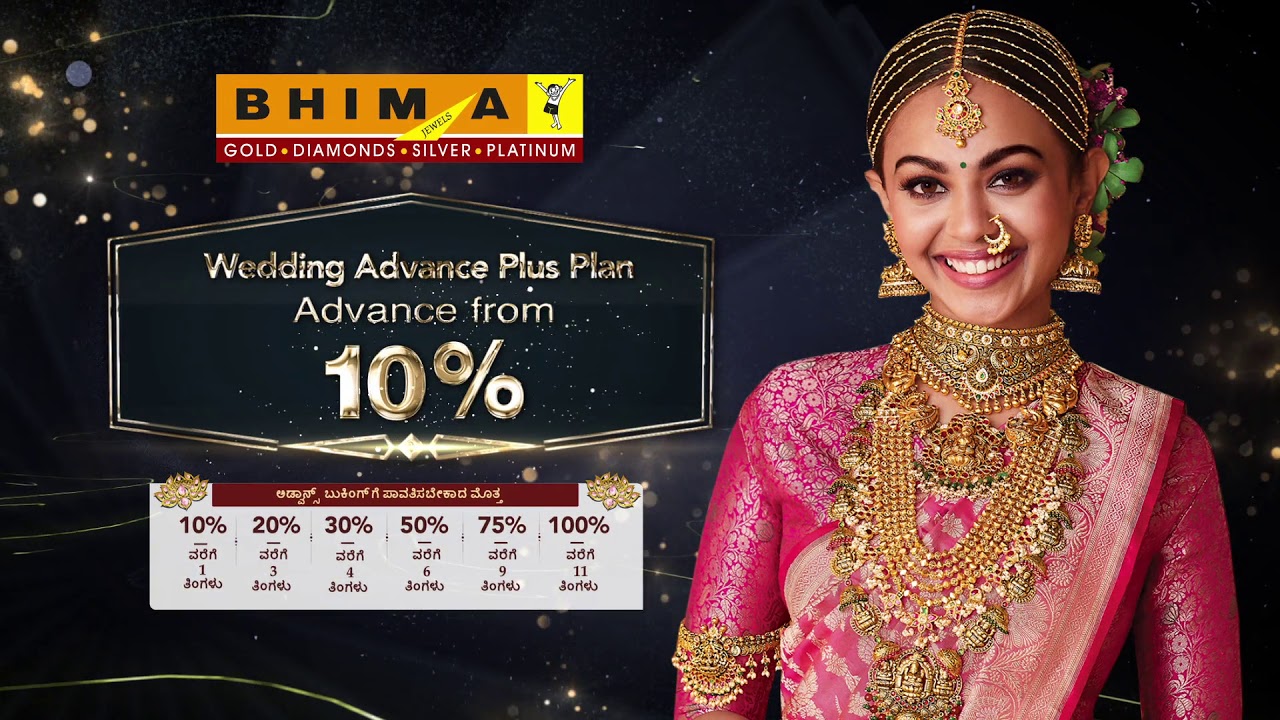 BHIMA
JEWELS
GOLD • DIAMONDS • SILVER • PLATINUM
Wedding Advance Plus Plan
Advance from
10%
ಅಡ್ವಾನ್ಸ್ ಬುಕಿಂಗ್‌ಗೆ ಪಾವತಿಸಬೇಕಾದ ಮೊತ್ತ
10% 20% 30% 50% 75% 100%
ವರೆಗೆ ವರೆಗೆ ವರೆಗೆ ವರೆಗೆ ವರೆಗೆ ವರೆಗೆ
1 3 4 6 9 11
ತಿಂಗಳು ತಿಂಗಳು ತಿಂಗಳು ತಿಂಗಳು ತಿಂಗಳು ತಿಂಗಳು